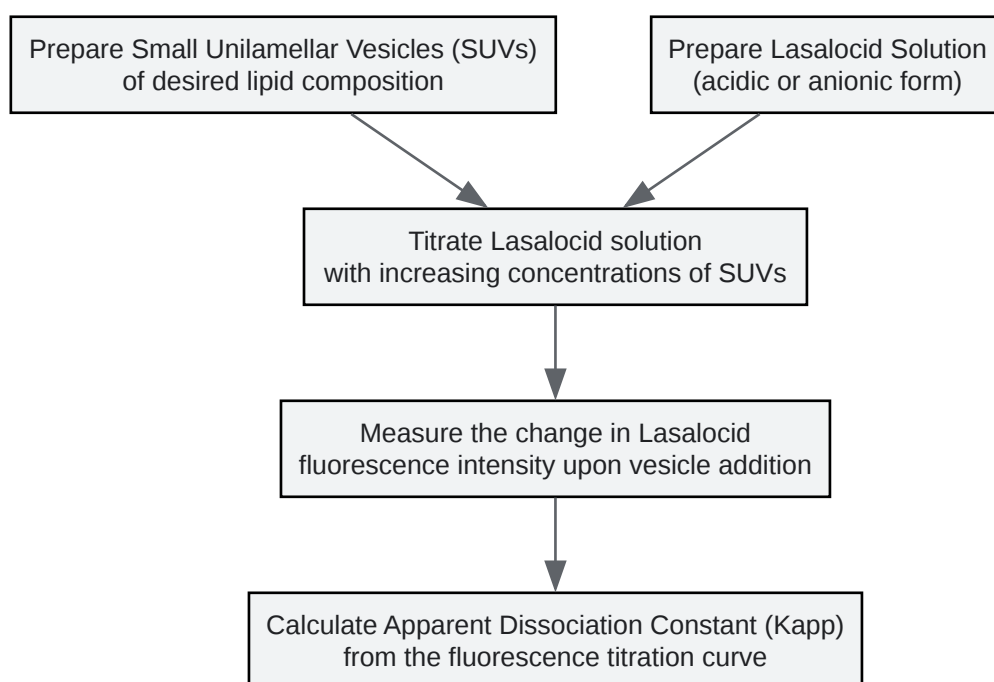 Prepare Small Unilamellar Vesicles (SUVs)
of desired lipid composition
Prepare Lasalocid Solution
(acidic or anionic form)
Titrate Lasalocid solution
with increasing concentrations of SUVs
Measure the change in Lasalocid
fluorescence intensity upon vesicle addition
Calculate Apparent Dissociation Constant (Kapp)
from the fluorescence titration curve